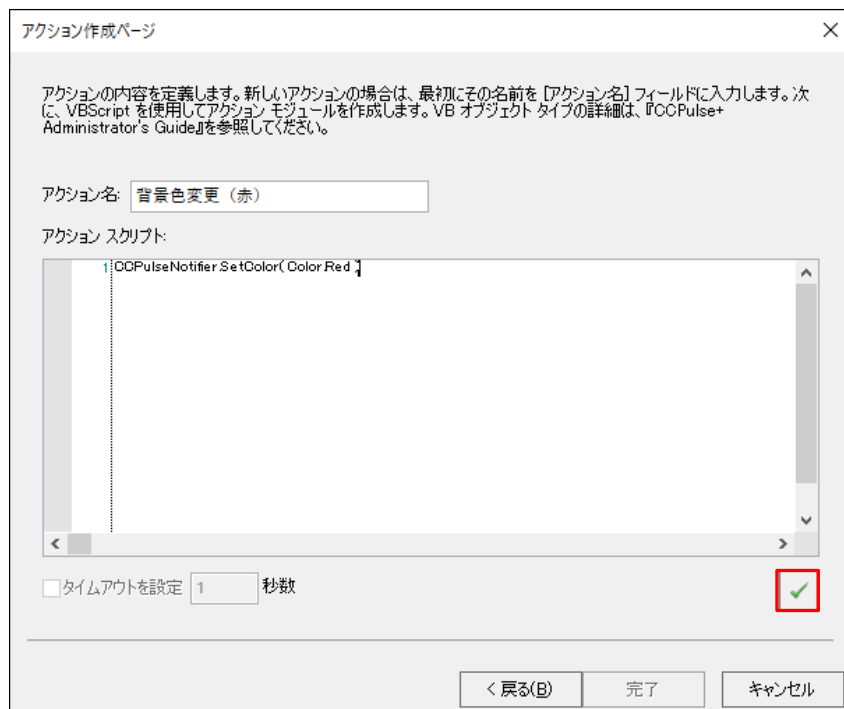 アクション作成ページ
アクションの内容を定義します。新しいアクションの場合は、最初にその名前を [アクション名] フィールドに入力します。次
に、VBScript を使用してアクション モジュールを作成します。VB オブジェクト タイプの詳細は、『CCPulse+
Administrator's Guide』を参照してください。
アクション名: 背景色変更（赤）
アクション スクリプト:
1 CCPulseNotifier.SetColor( Color.Red )
タイムアウトを設定 1 秒数
< 戻る(B) 完了 キャンセル